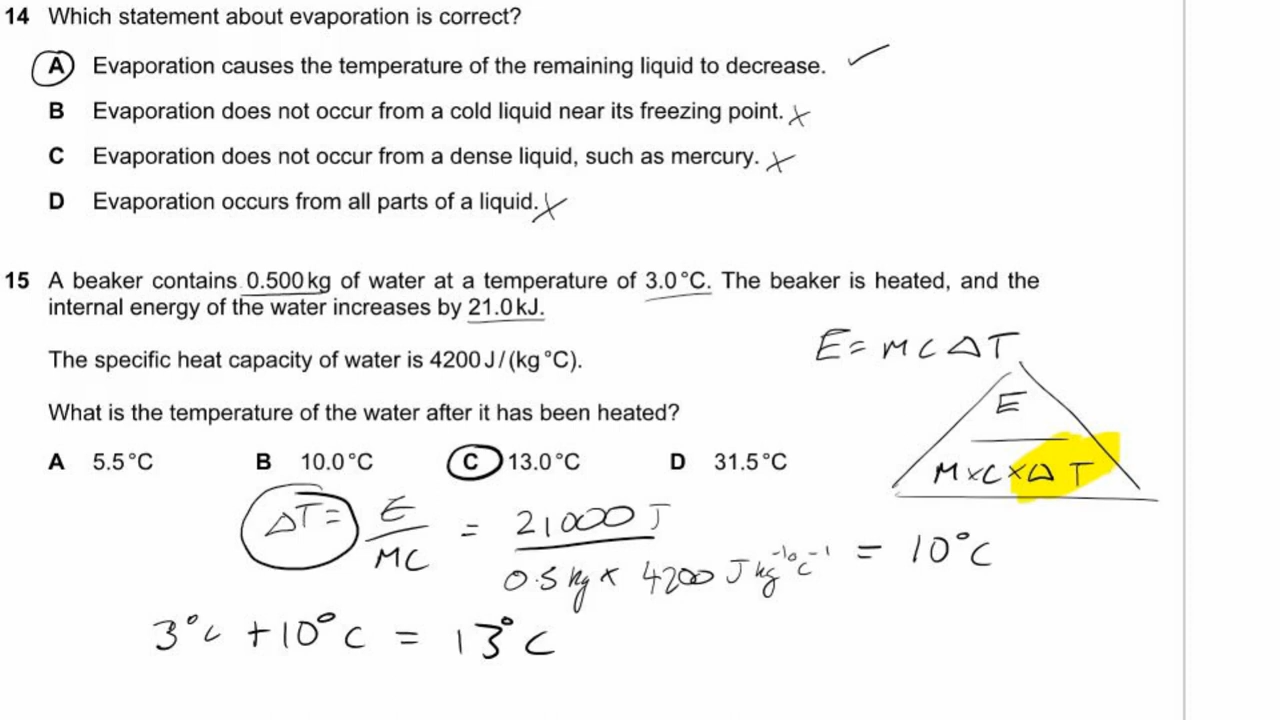 14 Which statement about evaporation is correct?
A Evaporation causes the temperature of the remaining liquid to decrease. ✓
B Evaporation does not occur from a cold liquid near its freezing point. ×
C Evaporation does not occur from a dense liquid, such as mercury. ×
D Evaporation occurs from all parts of a liquid. ×
15 A beaker contains 0.500 kg of water at a temperature of 3.0 °C. The beaker is heated, and the
internal energy of the water increases by 21.0 kJ.
The specific heat capacity of water is 4200 J / (kg °C).
What is the temperature of the water after it has been heated?
A 5.5 °C B 10.0 °C C 13.0 °C D 31.5 °C
E = MCΔT
E
M×C×ΔT
ΔT = E/MC = 21000 J / 0.5 kg × 4200 J kg⁻¹ °C⁻¹ = 10°C
3°C + 10°C = 13°C